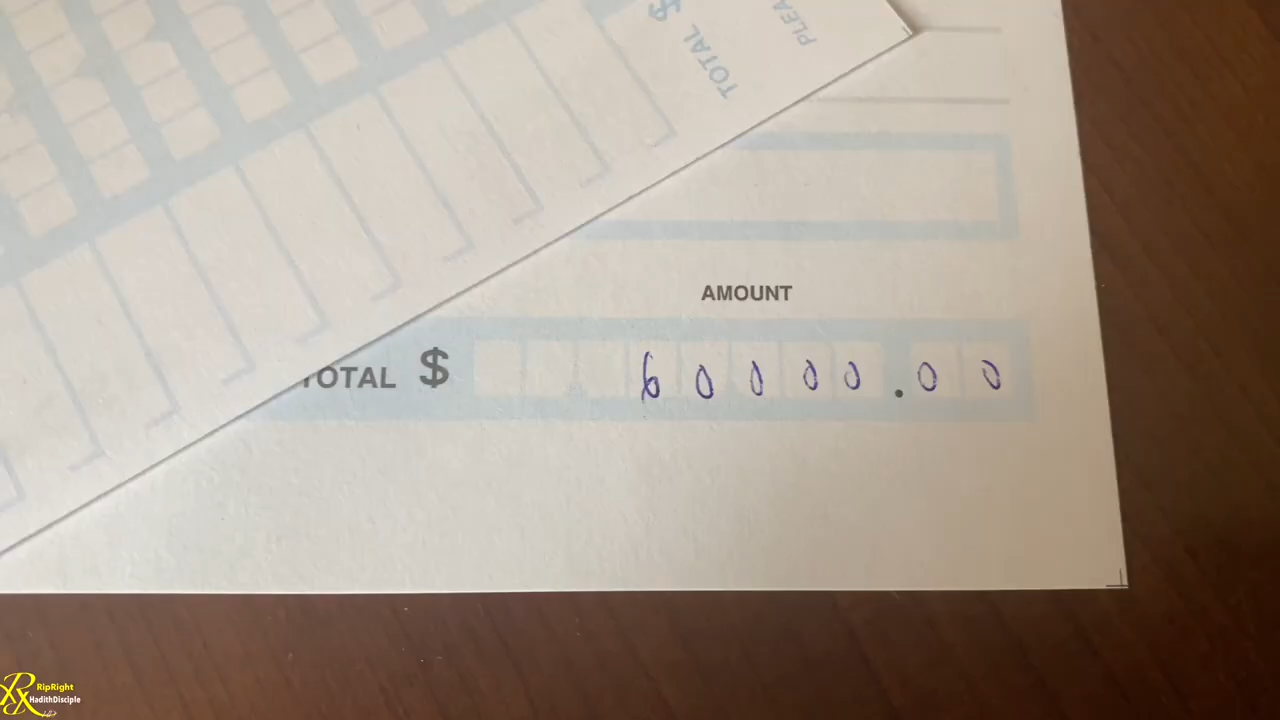 TOTAL $
PLEA
AMOUNT
TOTAL $ 60000.00
RipRight
HadithDisciple